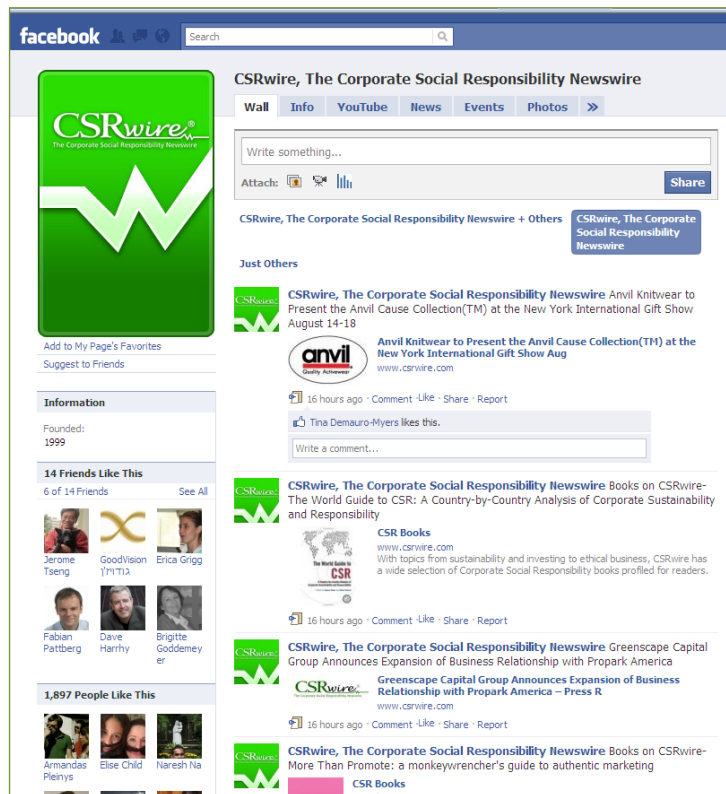 facebook
Search
CSRwire, The Corporate Social Responsibility Newswire
Wall Info YouTube News Events Photos »
CSRwire®
The Corporate Social Responsibility Newswire
Write something...
Attach:
Share
CSRwire, The Corporate Social Responsibility Newswire + Others
CSRwire, The Corporate
Social Responsibility
Newswire
Just Others
Add to My Page's Favorites
Suggest to Friends
Information
Founded:
1999
14 Friends Like This
6 of 14 Friends See All
Jerome
Tseng
GoodVision
גודויז'ן
Erica Grigg
Fabian
Pattberg
Dave
Harrhy
Brigitte
Goddemey
er
1,897 People Like This
Armandas
Pleinys
Elise Child
Naresh Na
CSRwire
CSRwire, The Corporate Social Responsibility Newswire Anvil Knitwear to
Present the Anvil Cause Collection(TM) at the New York International Gift Show
August 14-18
anvil
Quality Activewear
Anvil Knitwear to Present the Anvil Cause Collection(TM) at the
New York International Gift Show Aug
www.csrwire.com
16 hours ago · Comment · Like · Share · Report
Tina Demauro-Myers likes this.
Write a comment...
CSRwire
CSRwire, The Corporate Social Responsibility Newswire Books on CSRwire-
The World Guide to CSR: A Country-by-Country Analysis of Corporate Sustainability
and Responsibility
The World Guide to
CSR
CSR Books
www.csrwire.com
With topics from sustainability and investing to ethical business, CSRwire has
a wide selection of Corporate Social Responsibility books profiled for readers.
16 hours ago · Comment · Like · Share · Report
CSRwire
CSRwire, The Corporate Social Responsibility Newswire Greenscape Capital
Group Announces Expansion of Business Relationship with Propark America
CSRwire
Greenscape Capital Group Announces Expansion of Business
Relationship with Propark America – Press R
www.csrwire.com
16 hours ago · Comment · Like · Share · Report
CSRwire
CSRwire, The Corporate Social Responsibility Newswire Books on CSRwire-
More Than Promote: a monkeywrencher's guide to authentic marketing
CSR Books